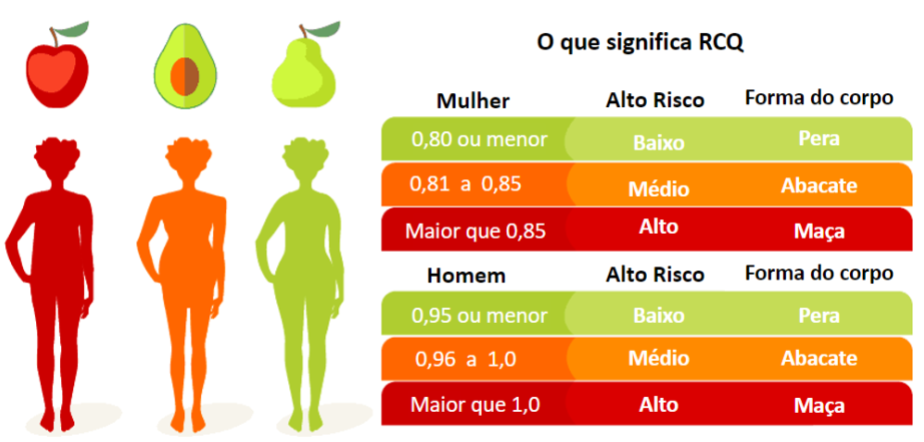 O que significa RCQ
Mulher Alto Risco Forma do corpo
0,80 ou menor Baixo Pera
0,81 a 0,85 Médio Abacate
Maior que 0,85 Alto Maça
Homem Alto Risco Forma do corpo
0,95 ou menor Baixo Pera
0,96 a 1,0 Médio Abacate
Maior que 1,0 Alto Maça